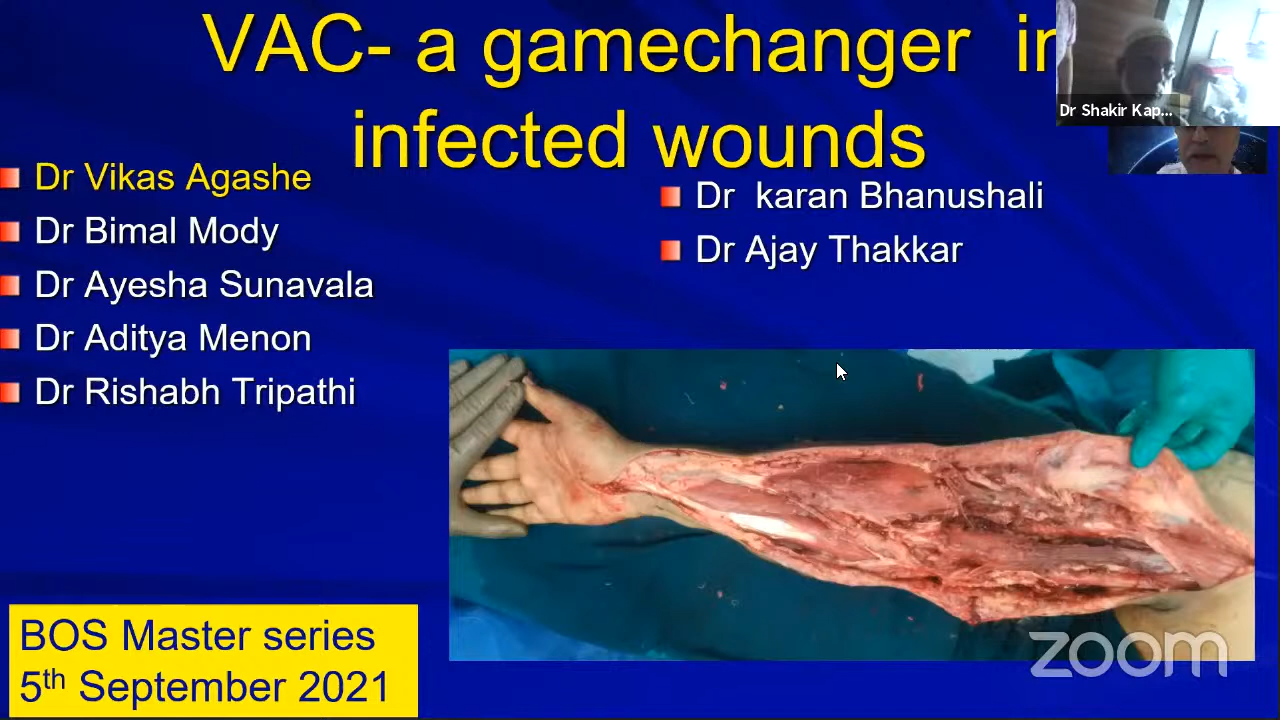 VAC- a gamechanger in
infected wounds
Dr Vikas Agashe
Dr Bimal Mody
Dr Ayesha Sunavala
Dr Aditya Menon
Dr Rishabh Tripathi
Dr karan Bhanushali
Dr Ajay Thakkar
BOS Master series
5th September 2021
Dr Shakir Kap...
zoom